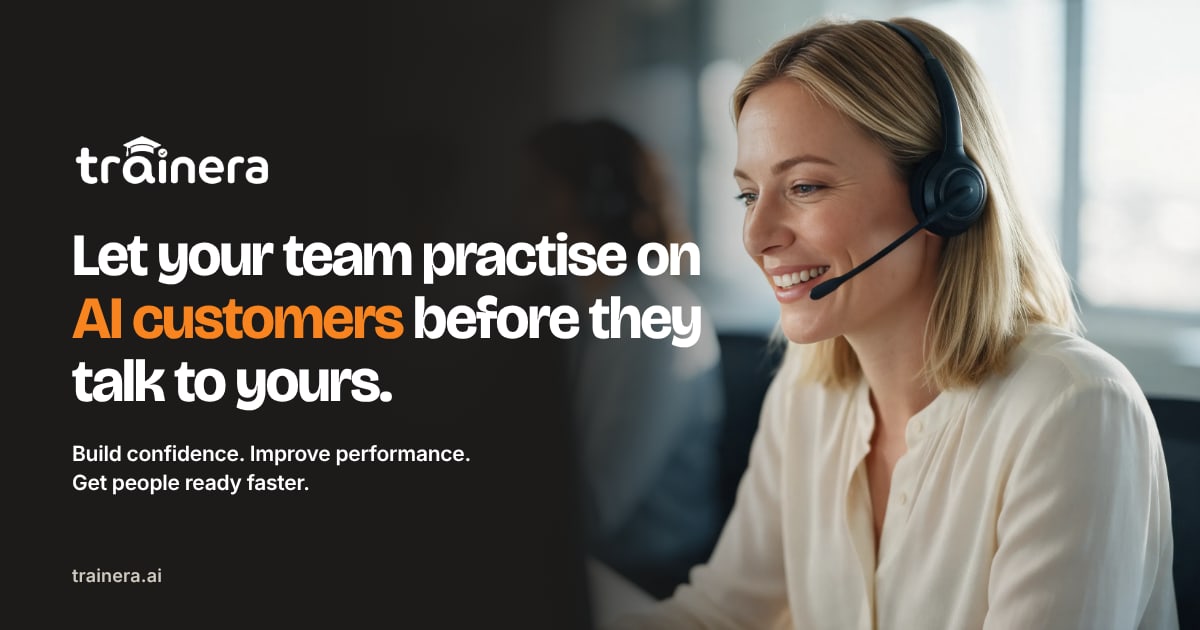 trainera
Let your team practise on
AI customers before they
talk to yours.
Build confidence. Improve performance.
Get people ready faster.
trainera.ai